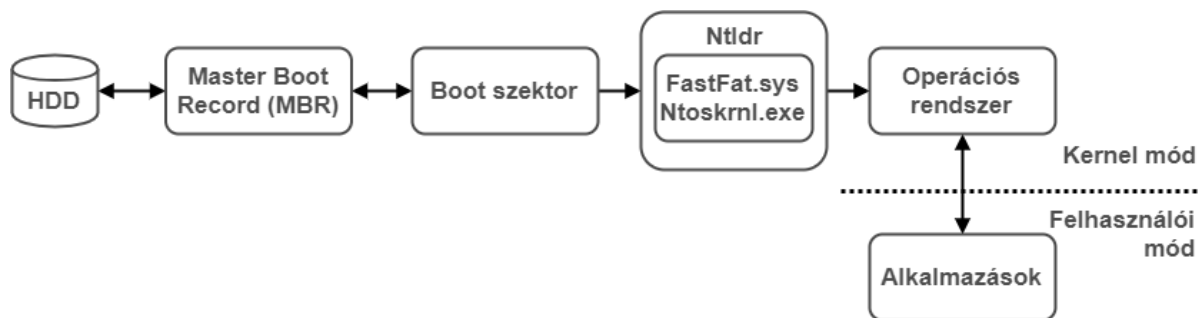 HDD
Master Boot
Record (MBR)
Boot szektor
Ntldr
FastFat.sys
Ntoskrnl.exe
Operációs
rendszer
Kernel mód
Felhasználói
mód
Alkalmazások